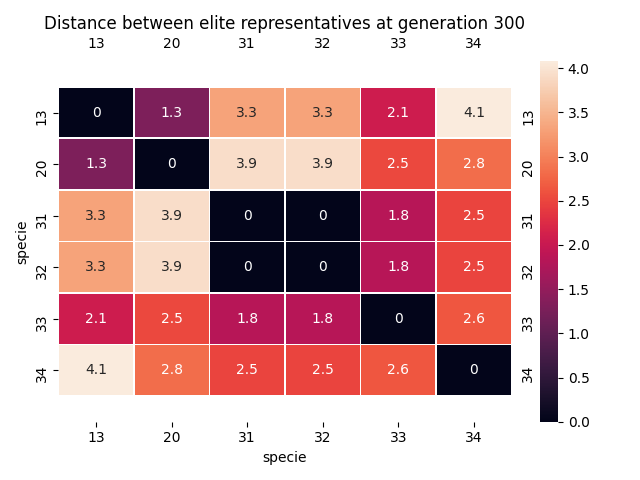 Distance between elite representatives at generation 300
13 20 31 32 33 34
4.0
13 0 1.3 3.3 3.3 2.1 4.1 13
3.5
20 1.3 0 3.9 3.9 2.5 2.8 20
3.0
31 3.3 3.9 0 0 1.8 2.5 31
2.5
specie
2.0
32 3.3 3.9 0 0 1.8 2.5 32
1.5
33 2.1 2.5 1.8 1.8 0 2.6 33
1.0
34 4.1 2.8 2.5 2.5 2.6 0 34
0.5
0.0
13 20 31 32 33 34
specie